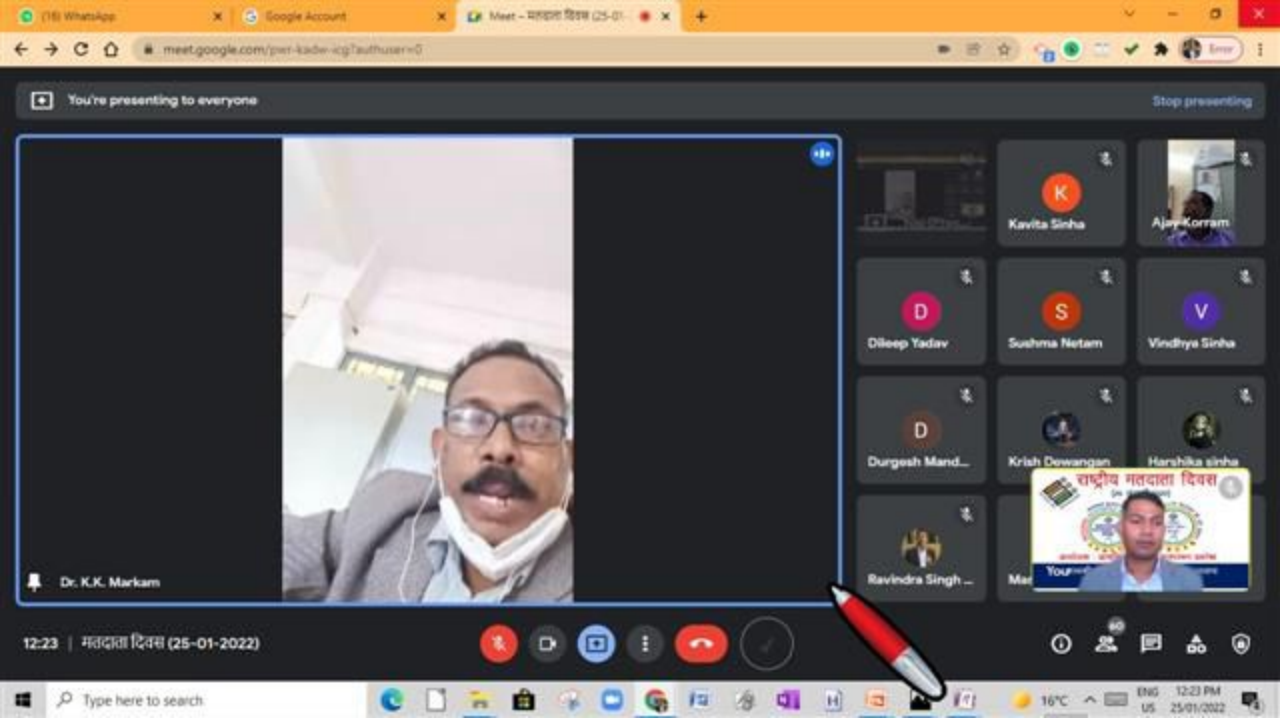 (16) WhatsApp
Google Account
Meet – मतदाता दिवस (25-01-
meet.google.com/pwr-kadw-icg?authuser=0
Error
You're presenting to everyone
Stop presenting
Kavita Sinha
Ajay Korram
Dileep Yadav
Sushma Netam
Vindhya Sinha
Durgesh Mand...
Krish Dewangan
Harshika sinha
राष्ट्रीय मतदाता दिवस
Ravindra Singh ...
You
Dr. K.K. Markam
12:23 | मतदाता दिवस (25-01-2022)
60
Type here to search
16°C
ENG
US
12:23 PM
25/01/2022